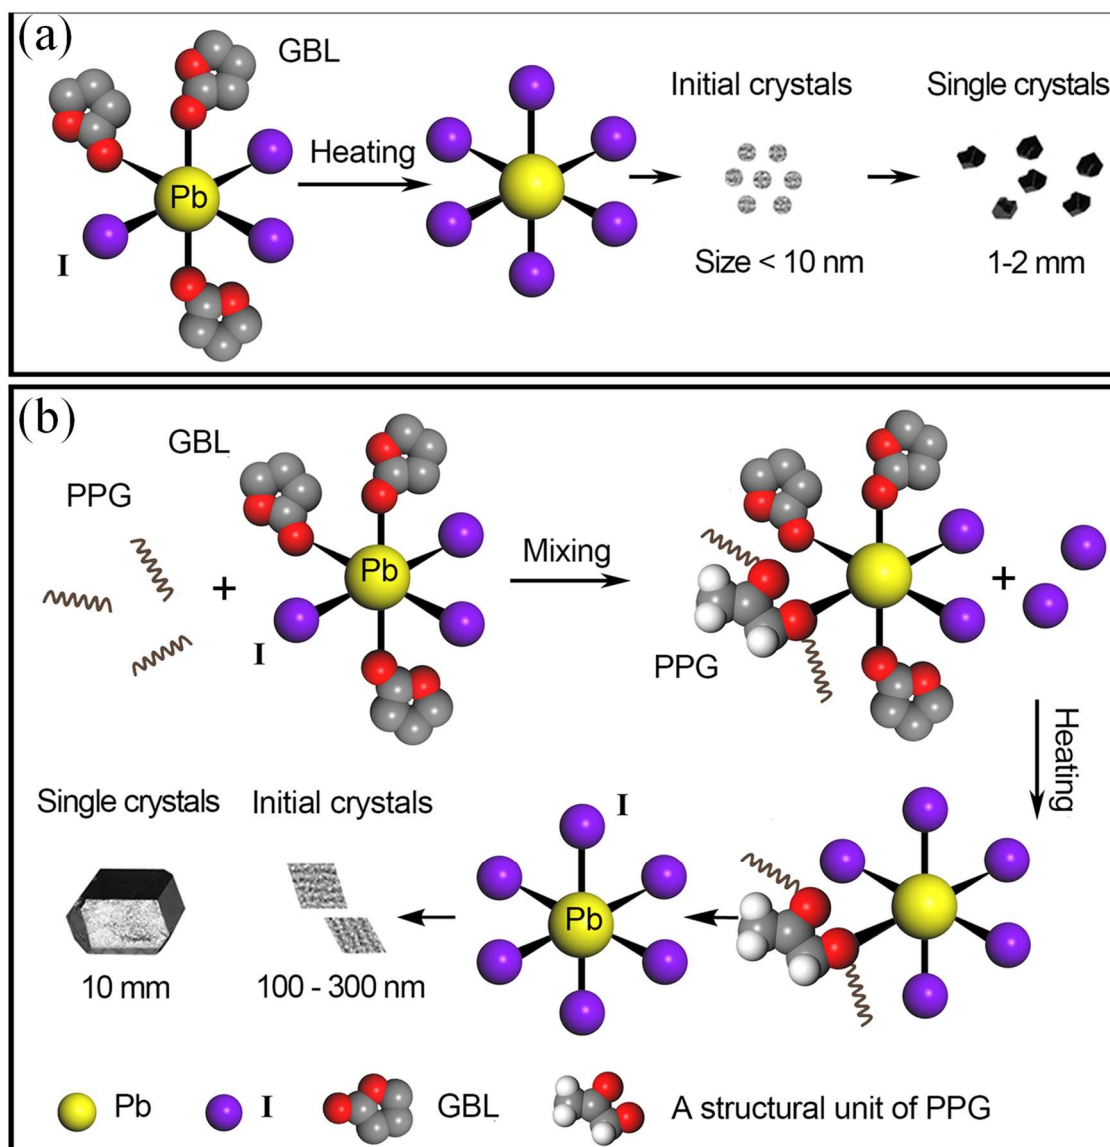 (a)
GBL
Initial crystals
Single crystals
Heating
Pb
I
Size < 10 nm
1-2 mm
(b)
GBL
PPG
+
Pb
I
Mixing
+
PPG
Heating
Single crystals
Initial crystals
I
Pb
10 mm
100 - 300 nm
Pb
I
GBL
A structural unit of PPG